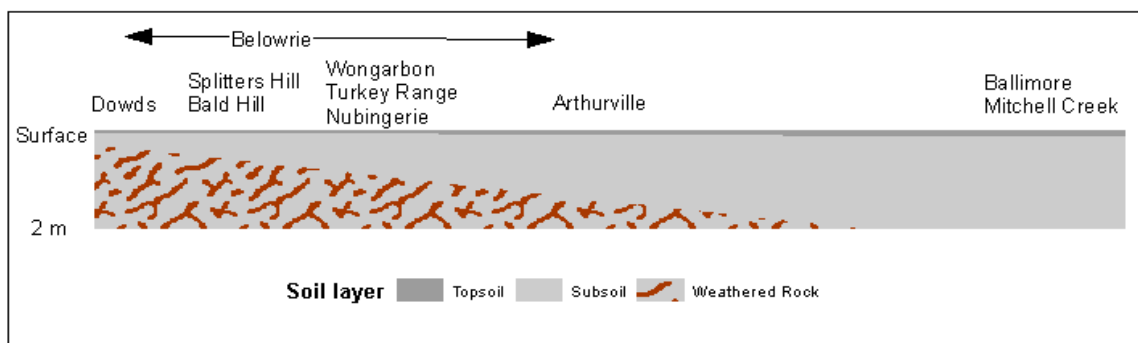 Belowrie
Dowds
Splitters Hill
Bald Hill
Wongarbon
Turkey Range
Nubingerie
Arthurville
Ballimore
Mitchell Creek
Surface
2 m
Soil layer Topsoil Subsoil Weathered Rock